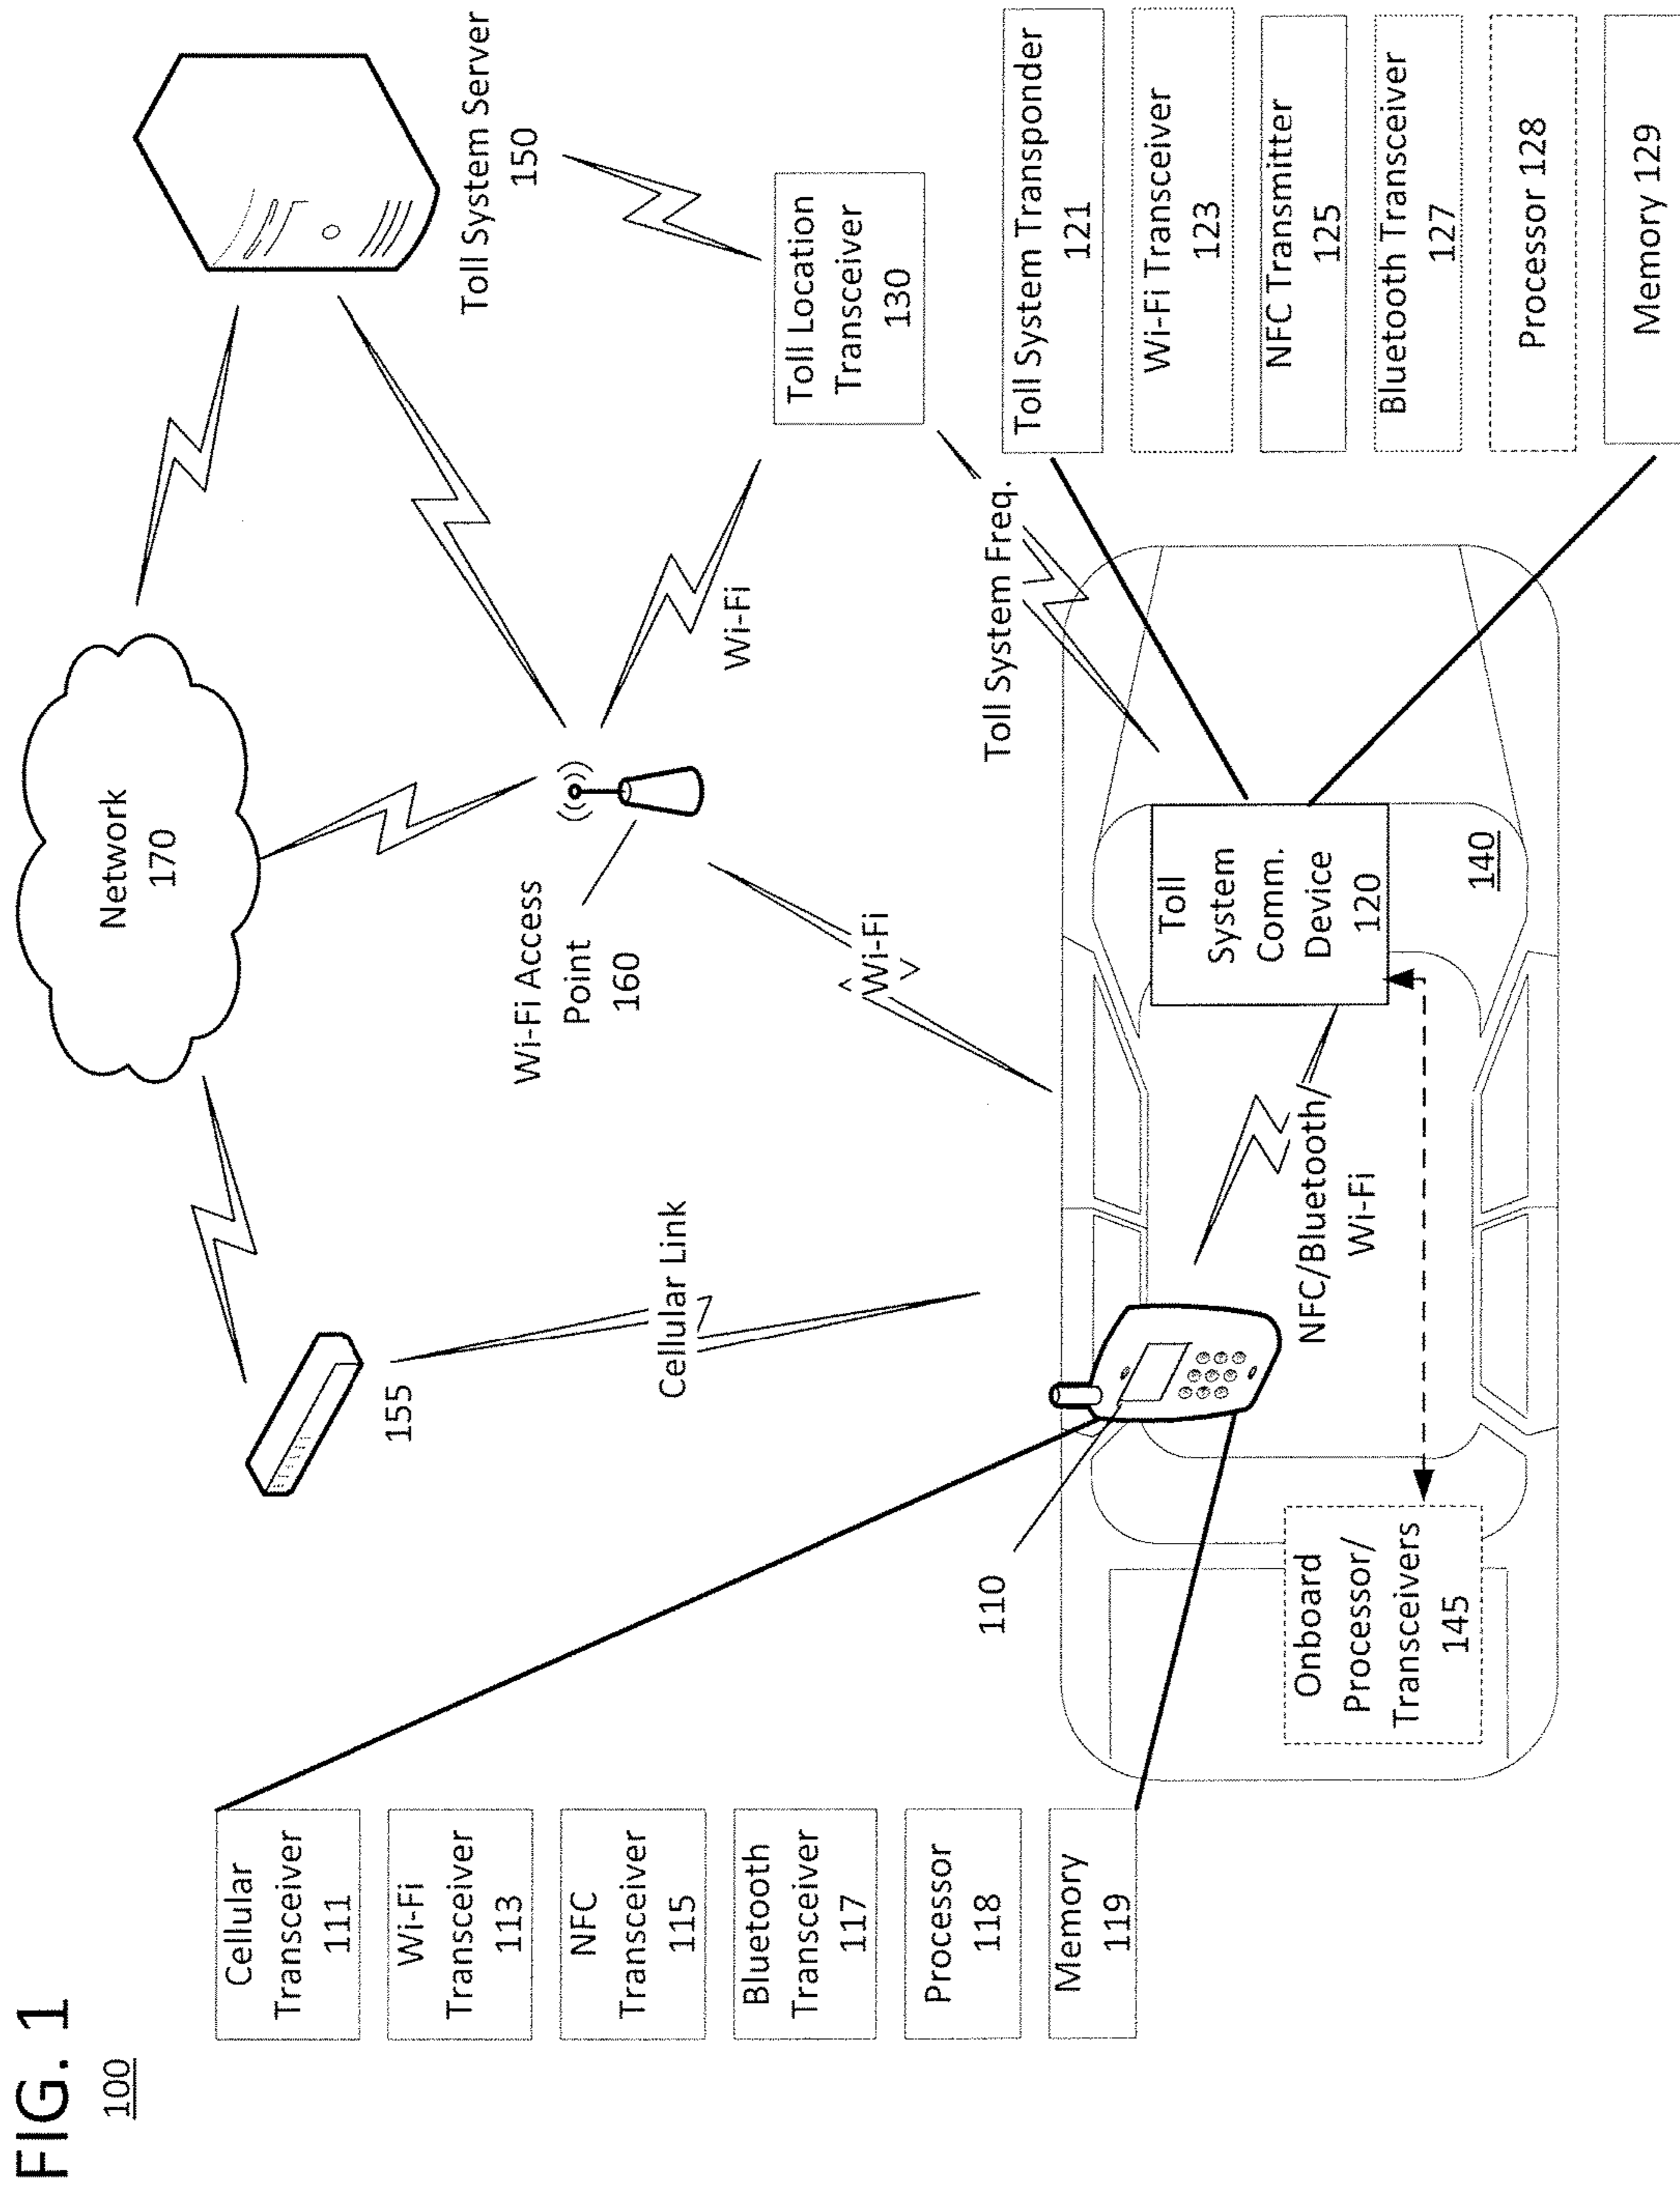 FIG. 1
100
Cellular
Transceiver
111
Wi-Fi
Transceiver
113
NFC
Transceiver
115
Bluetooth
Transceiver
117
Processor
118
Memory
119
155
Cellular Link
110
Network
170
Wi-Fi Access
Point
160
Wi-Fi
Wi-Fi
Toll System Server
150
Toll Location
Transceiver
130
Toll System Freq.
Onboard
Processor/
Transceivers
145
NFC/Bluetooth/
Wi-Fi
Toll
System
Comm.
Device
120
140
Toll System Transponder
121
Wi-Fi Transceiver
123
NFC Transmitter
125
Bluetooth Transceiver
127
Processor 128
Memory 129